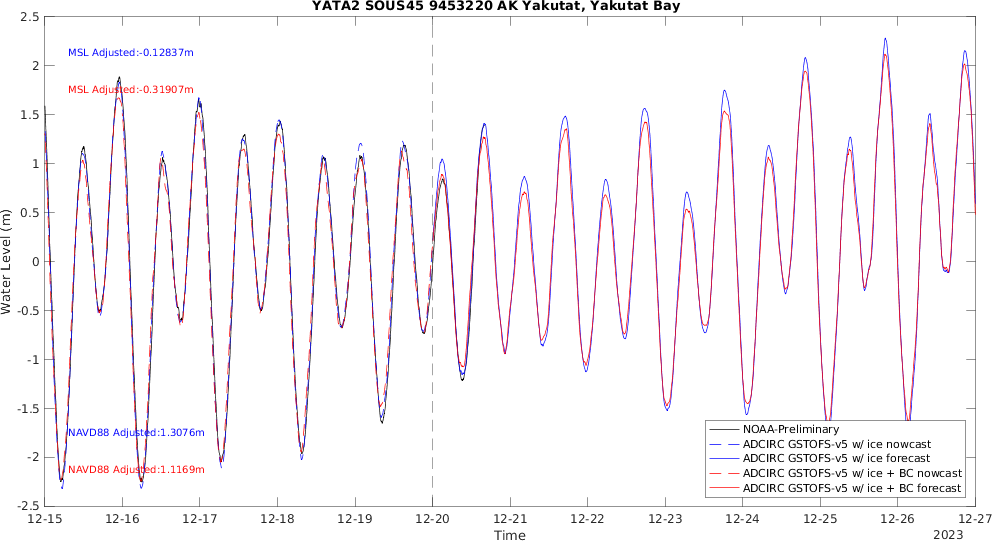 YATA2 SOUS45 9453220 AK Yakutat, Yakutat Bay
2.5
2
1.5
1
0.5
0
-0.5
-1
-1.5
-2
-2.5
Water Level (m)
MSL Adjusted:-0.12837m
MSL Adjusted:-0.31907m
NAVD88 Adjusted:1.3076m
NAVD88 Adjusted:1.1169m
NOAA-Preliminary
ADCIRC GSTOFS-v5 w/ ice nowcast
ADCIRC GSTOFS-v5 w/ ice forecast
ADCIRC GSTOFS-v5 w/ ice + BC nowcast
ADCIRC GSTOFS-v5 w/ ice + BC forecast
12-15 12-16 12-17 12-18 12-19 12-20 12-21 12-22 12-23 12-24 12-25 12-26 12-27
Time
2023